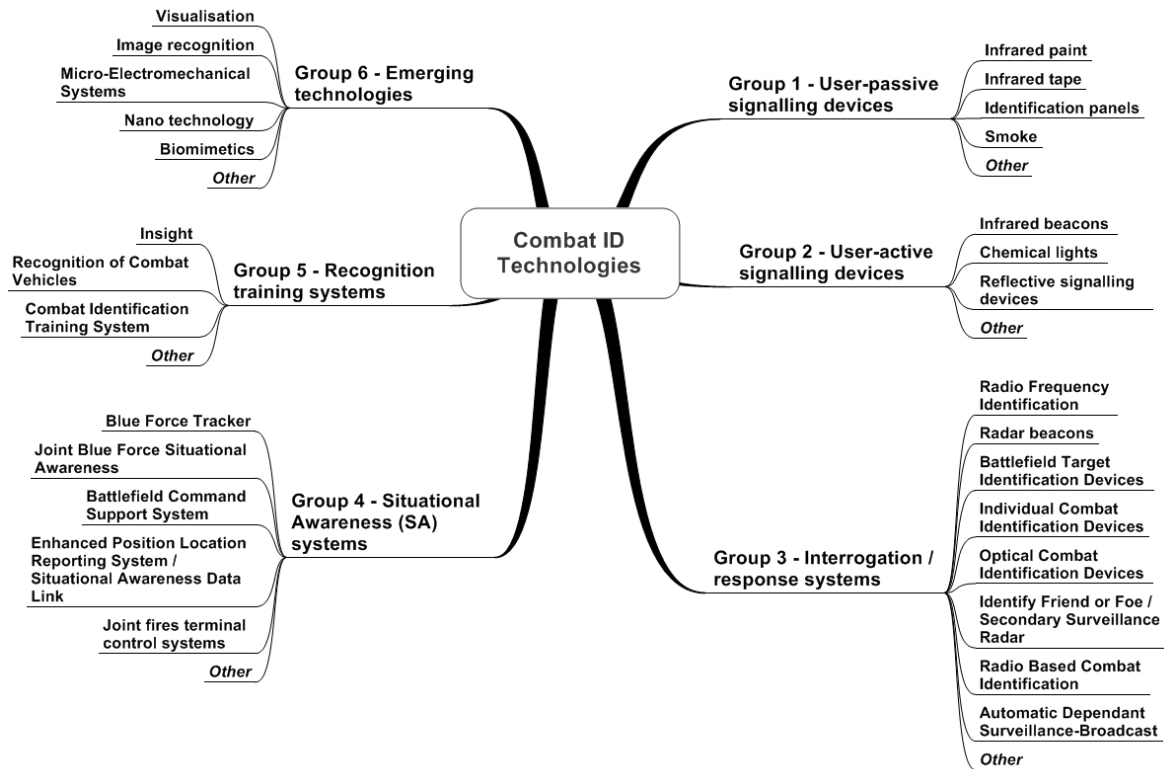 Combat ID
Technologies
Group 1 - User-passive
signalling devices
Infrared paint
Infrared tape
Identification panels
Smoke
Other
Group 2 - User-active
signalling devices
Infrared beacons
Chemical lights
Reflective signalling
devices
Other
Group 3 - Interrogation /
response systems
Radio Frequency
Identification
Radar beacons
Battlefield Target
Identification Devices
Individual Combat
Identification Devices
Optical Combat
Identification Devices
Identify Friend or Foe /
Secondary Surveillance
Radar
Radio Based Combat
Identification
Automatic Dependant
Surveillance-Broadcast
Other
Group 4 - Situational
Awareness (SA)
systems
Blue Force Tracker
Joint Blue Force Situational
Awareness
Battlefield Command
Support System
Enhanced Position Location
Reporting System /
Situational Awareness Data
Link
Joint fires terminal
control systems
Other
Group 5 - Recognition
training systems
Insight
Recognition of Combat
Vehicles
Combat Identification
Training System
Other
Group 6 - Emerging
technologies
Visualisation
Image recognition
Micro-Electromechanical
Systems
Nano technology
Biomimetics
Other